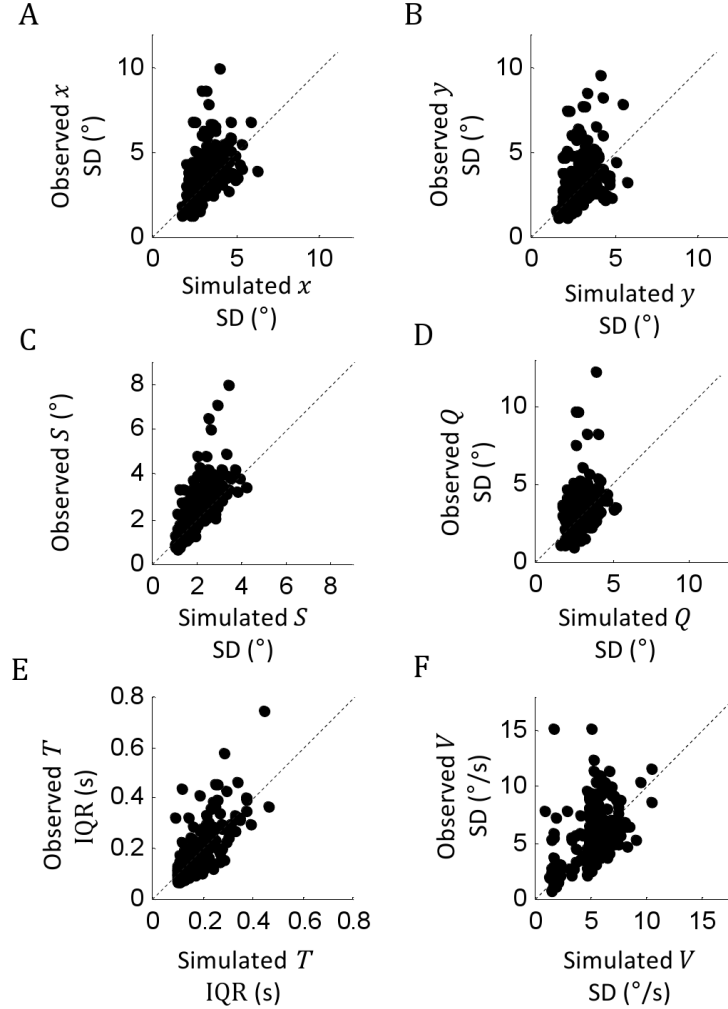 A
Observed x
SD (°)
10
5
0
0
5
10
Simulated x
SD (°)
B
Observed y
SD (°)
10
5
0
0
5
10
Simulated y
SD (°)
C
Observed S (°)
8
6
4
2
0
0
2
4
6
8
Simulated S
SD (°)
D
Observed Q
SD (°)
10
5
0
0
5
10
Simulated Q
SD (°)
E
Observed T
IQR (s)
0.8
0.6
0.4
0.2
0
0
0.2
0.4
0.6
0.8
Simulated T
IQR (s)
F
Observed V
SD (°/s)
15
10
5
0
0
5
10
15
Simulated V
SD (°/s)